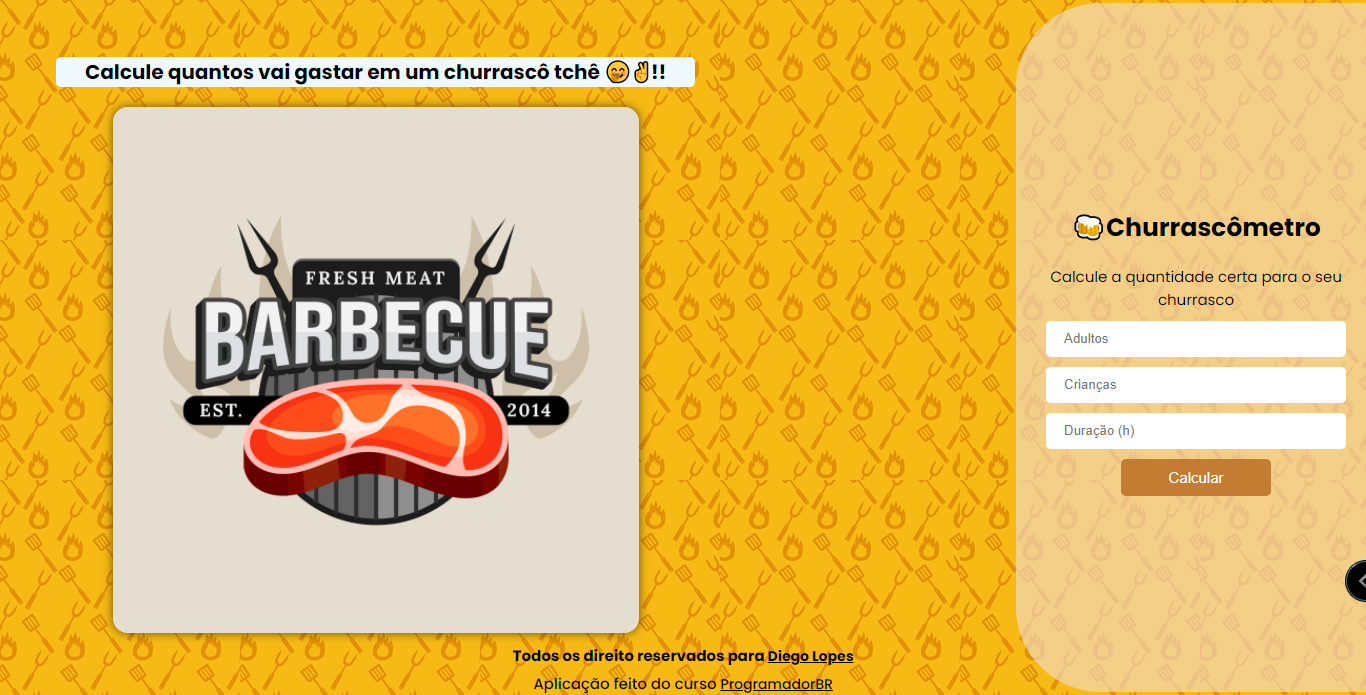 Calcule quantos vai gastar em um churrascô tchê 🤭✌!!
FRESH MEAT
BARBECUE
EST. 2014
🍻Churrascômetro
Calcule a quantidade certa para o seu
churrasco
Adultos
Crianças
Duração (h)
Calcular
Todos os direito reservados para Diego Lopes
Aplicação feito do curso ProgramadorBR